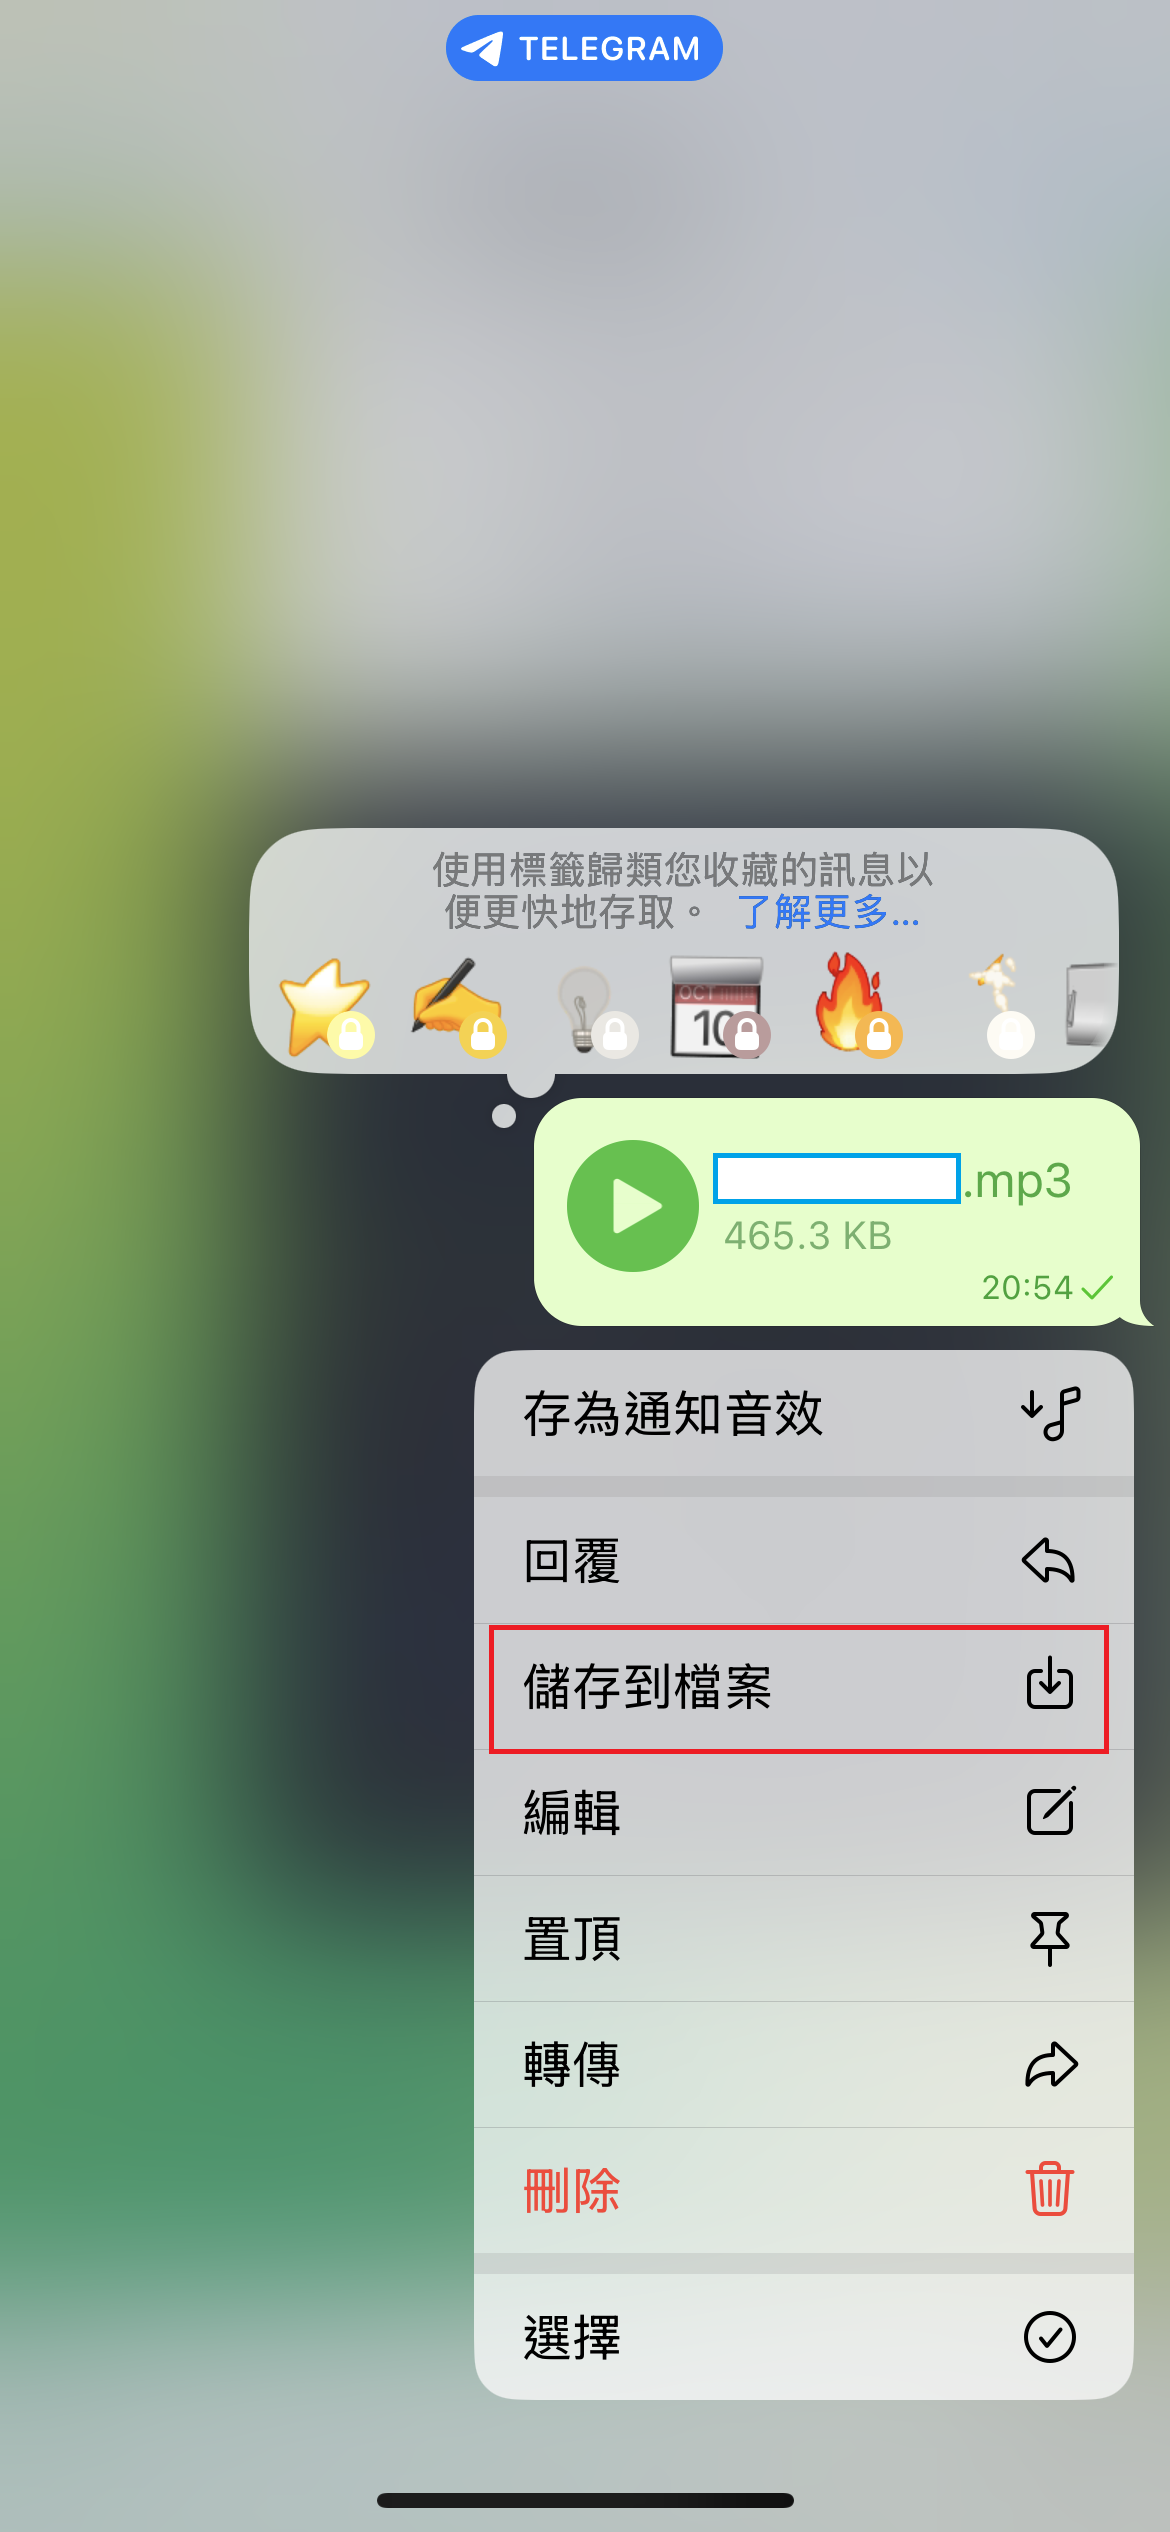 TELEGRAM
使用標籤歸類您收藏的訊息以
便更快地存取。 了解更多...
OCT
10
.mp3
465.3 KB
20:54
存為通知音效
回覆
儲存到檔案
編輯
置頂
轉傳
刪除
選擇